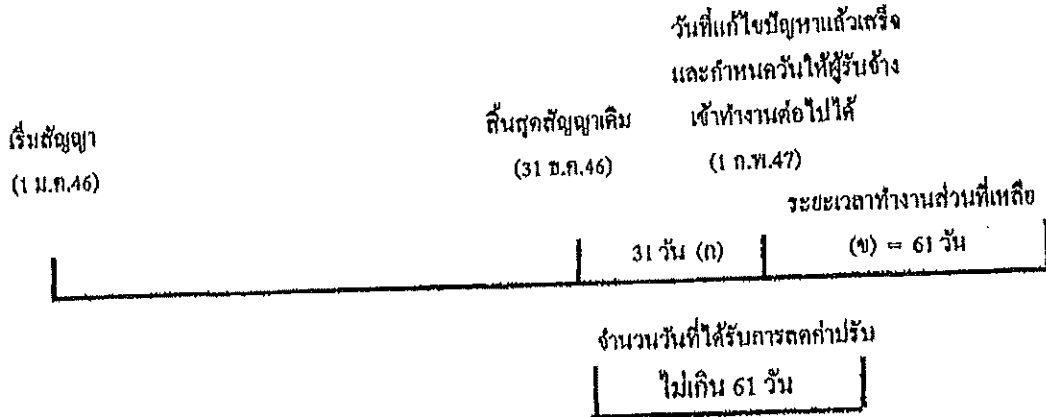 วันที่แก้ไขปัญหาแล้วเสร็จ
และกำหนดวันให้ผู้รับจ้าง
เข้าทำงานต่อไปได้
(1 ก.พ.47)
เริ่มสัญญา
(1 ม.ค.46)
สิ้นสุดสัญญาเดิม
(31 ธ.ค.46)
ระยะเวลาทำงานส่วนที่เหลือ
31 วัน (ก)
(ข) = 61 วัน
จำนวนวันที่ได้รับการลดค่าปรับ
ไม่เกิน 61 วัน